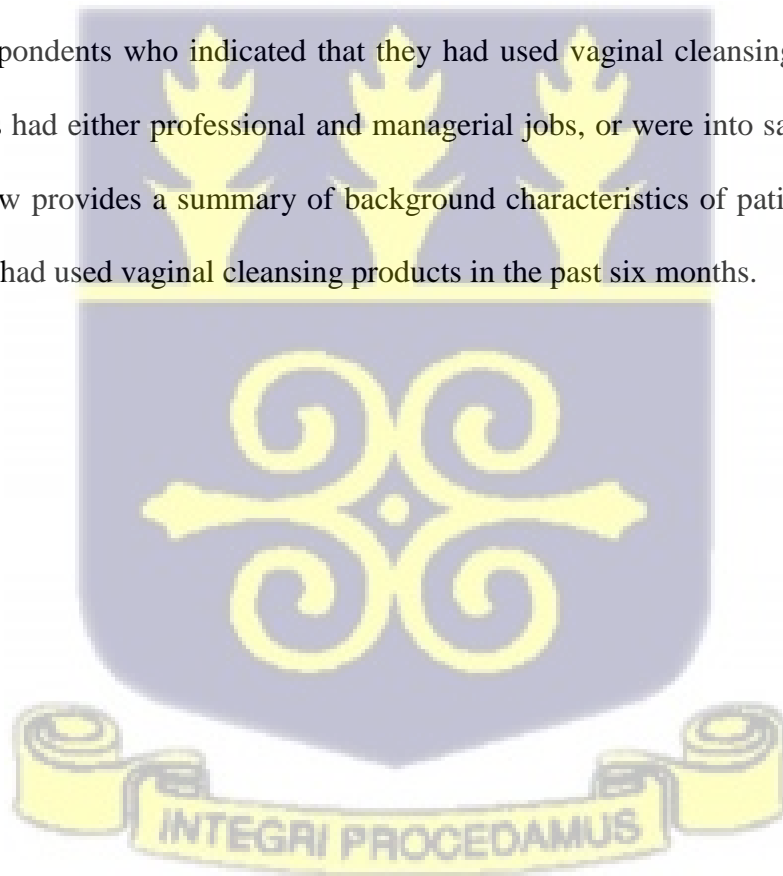 pondents who indicated that they had used vaginal cleansing
s had either professional and managerial jobs, or were into sa
w provides a summary of background characteristics of pati
had used vaginal cleansing products in the past six months.
INTEGRI PROCEDAMUS